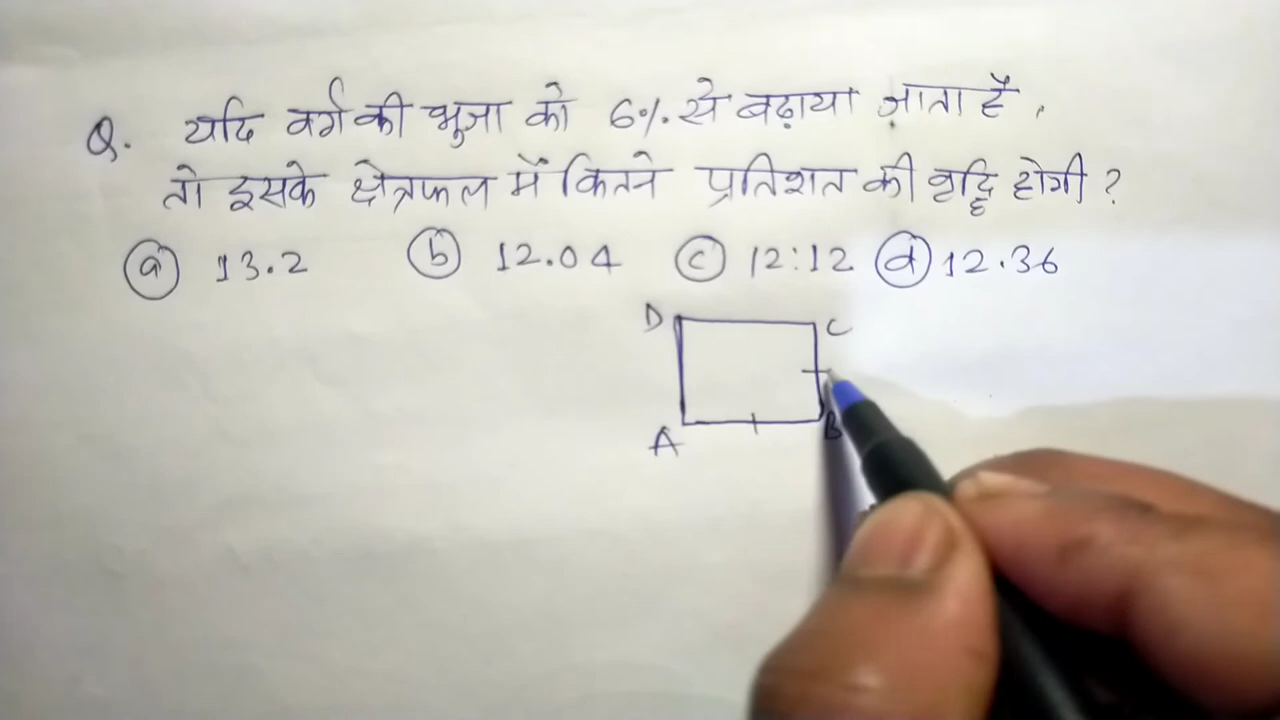 Q. यदि वर्ग की भुजा को 6% से बढ़ाया जाता है,
तो इसके क्षेत्रफल में कितने प्रतिशत की वृद्धि होगी ?
(a) 13.2 (b) 12.04 (c) 12:12 (d) 12.36
D C
A B